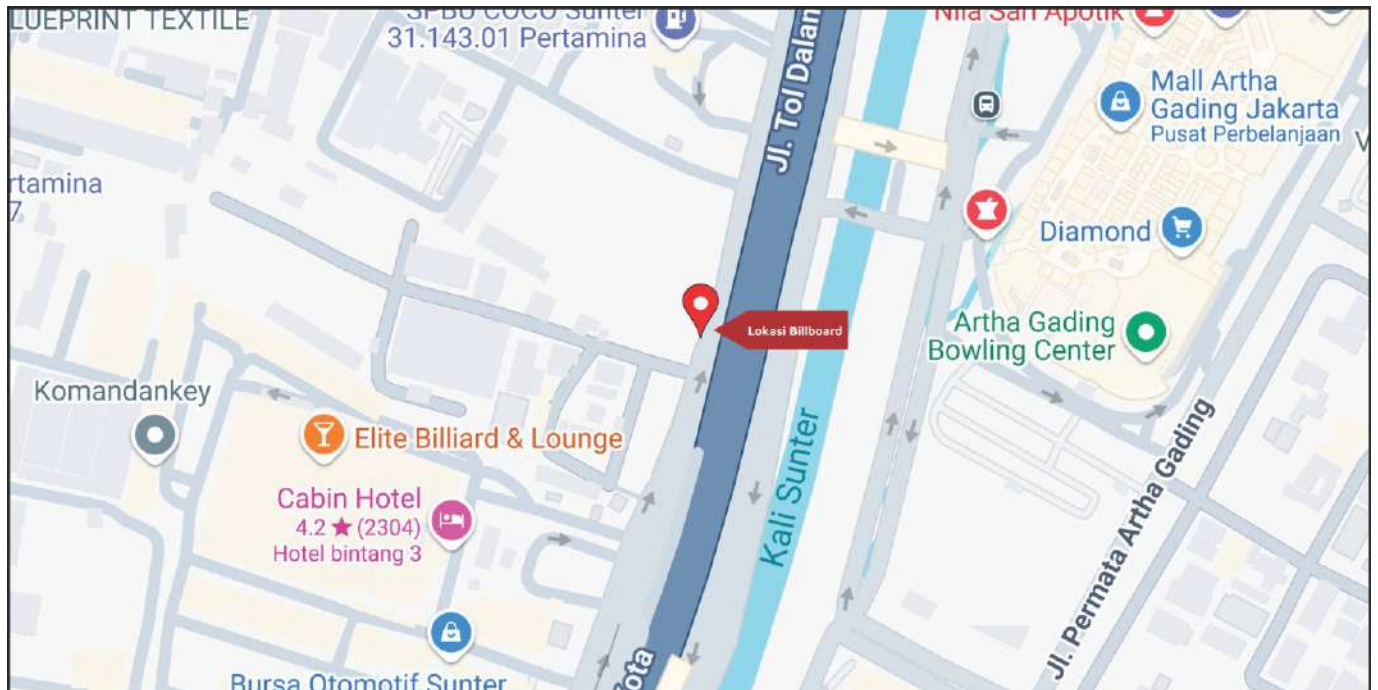 LUEPRINT TEXTILE
SPBU COCO Sunter
31.143.01 Pertamina
Nila Sari Apotik
Mall Artha
Gading Jakarta
Pusat Perbelanjaan
Jl. Tol Dalam
rtamina
7
Diamond
Lokasi Billboard
Artha Gading
Bowling Center
Komandankey
Elite Billiard & Lounge
Kali Sunter
Cabin Hotel
4.2 ★ (2304)
Hotel bintang 3
Jl. Permata Artha Gading
Bursa Otomotif Sunter
Kota